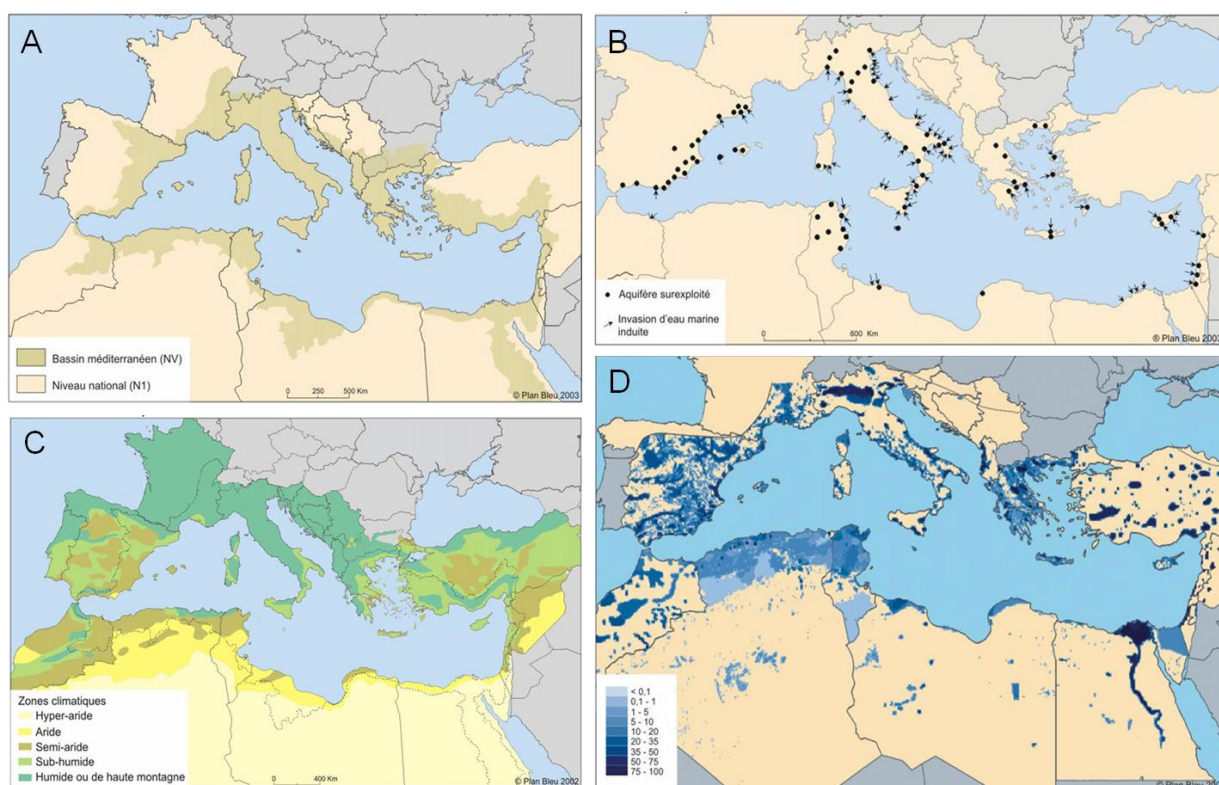 A
Bassin méditerranéen (NV)
Niveau national (N1)
0 250 500 Km
© Plan Bleu 2003
B
Aquifère surexploité
Invasion d'eau marine
induite
0 600 Km
® Plan Bleu 2003
C
Zones climatiques
Hyper-aride
Aride
Semi-aride
Sub-humide
Humide ou de haute montagne
0 400 Km
© Plan Bleu 2002
D
< 0,1
0,1 - 1
1 - 5
5 - 10
10 - 20
20 - 35
35 - 50
50 - 75
75 - 100
© Plan Bleu 200